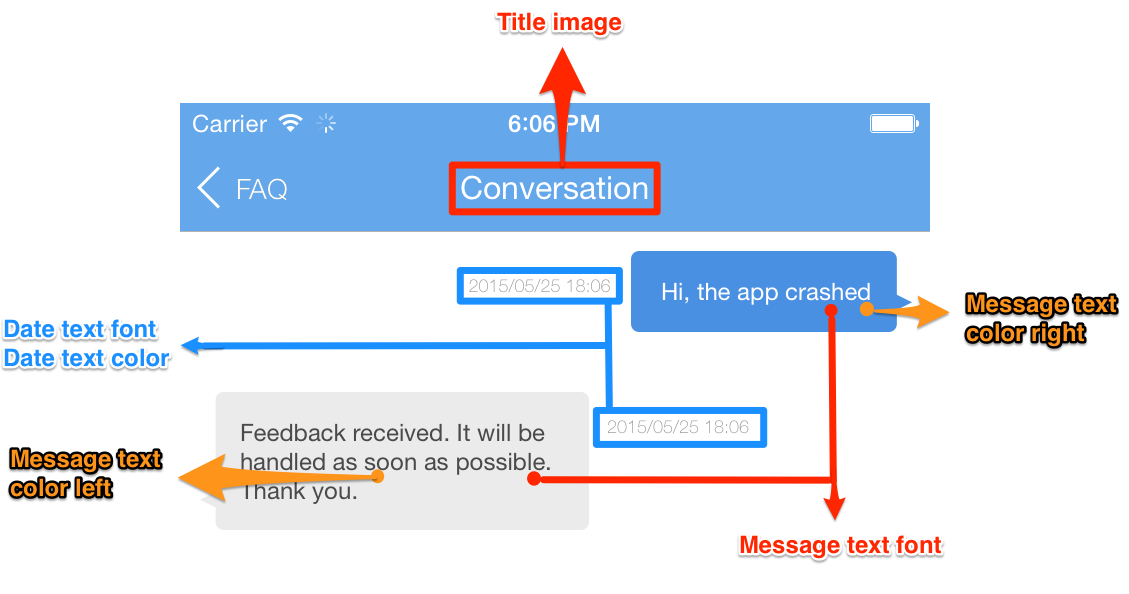 Title image
Carrier
6:06 PM
FAQ
Conversation
2015/05/25 18:06
Hi, the app crashed
Message text
color right
Date text font
Date text color
Feedback received. It will be
handled as soon as possible.
Thank you.
2015/05/25 18:06
Message text
color left
Message text font